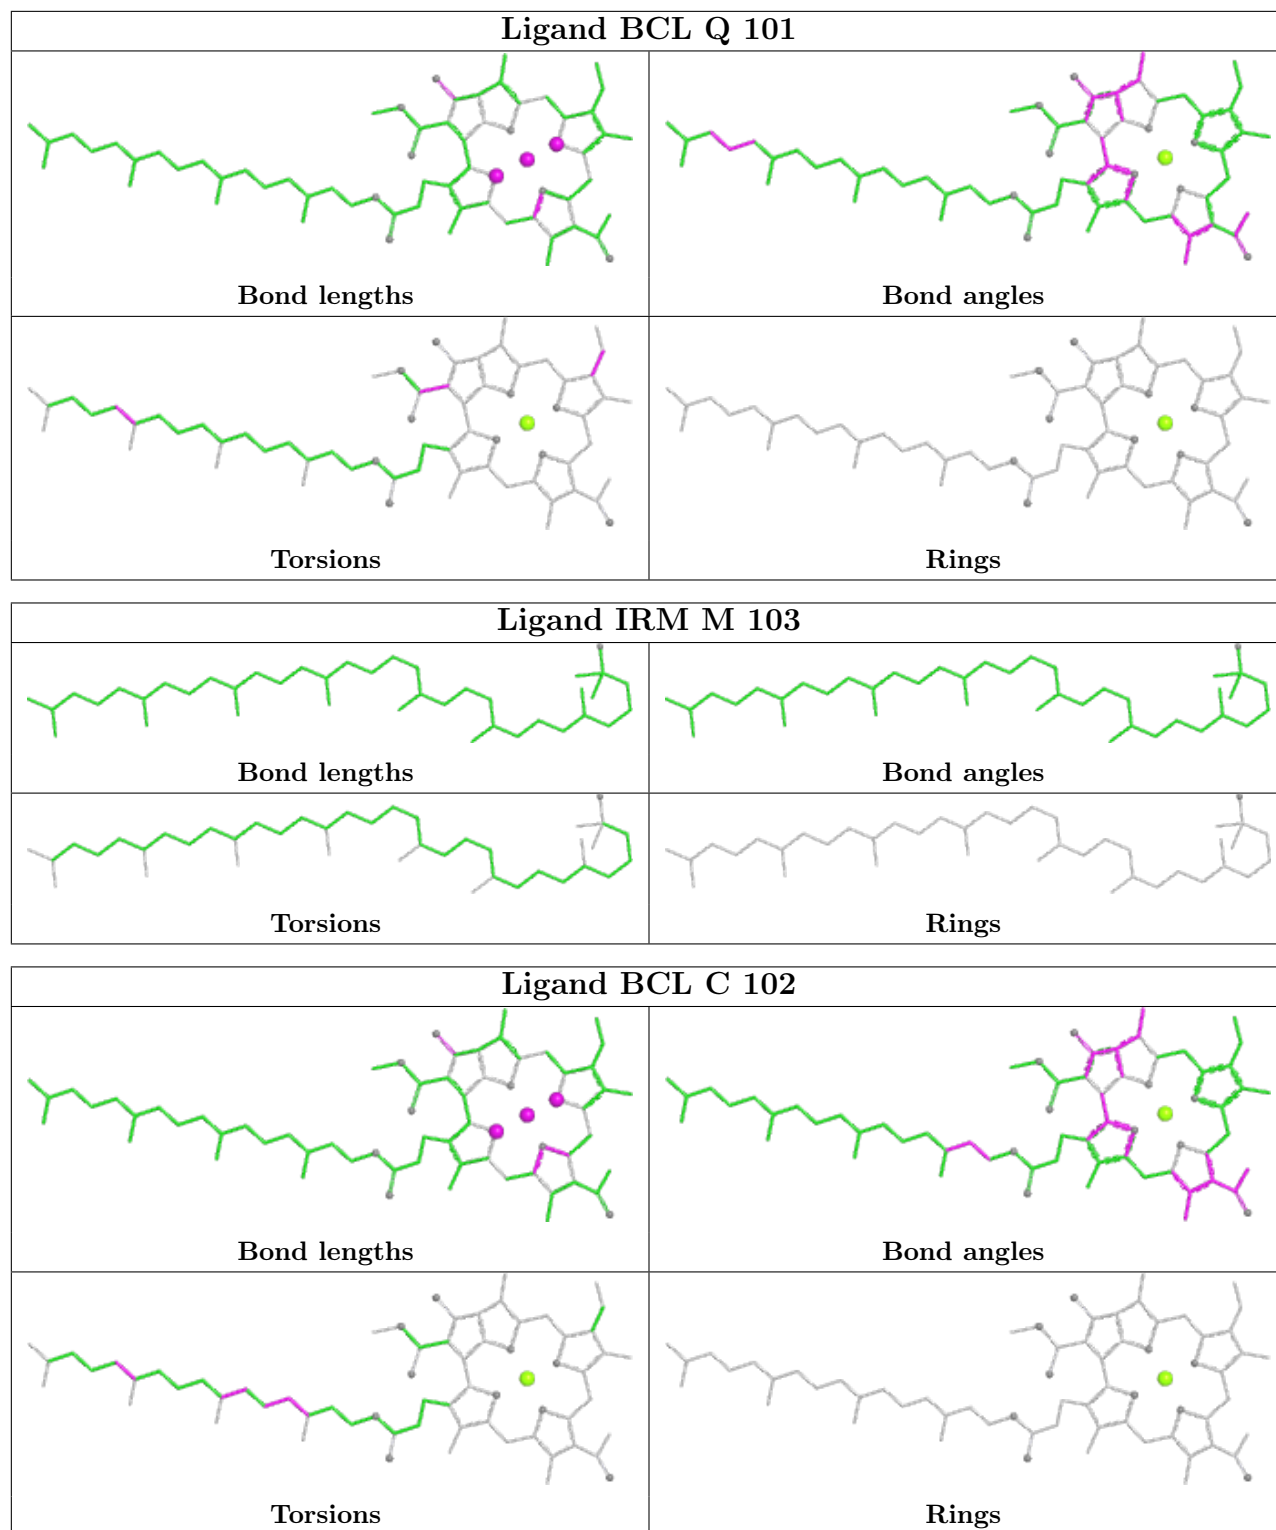 Ligand BCL Q 101
Bond lengths
Bond angles
Torsions
Rings
Ligand IRM M 103
Bond lengths
Bond angles
Torsions
Rings
Ligand BCL C 102
Bond lengths
Bond angles
Torsions
Rings